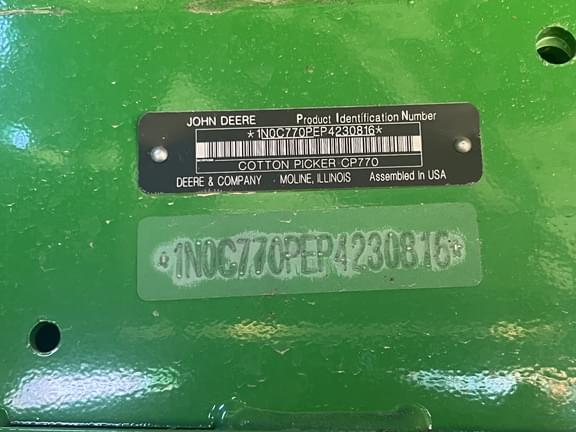 JOHN DEERE Product Identification Number
*1N0C770PEP4230816*
COTTON PICKER CP770
DEERE & COMPANY MOLINE, ILLINOIS Assembled In USA
*1N0C770PEP4230816*